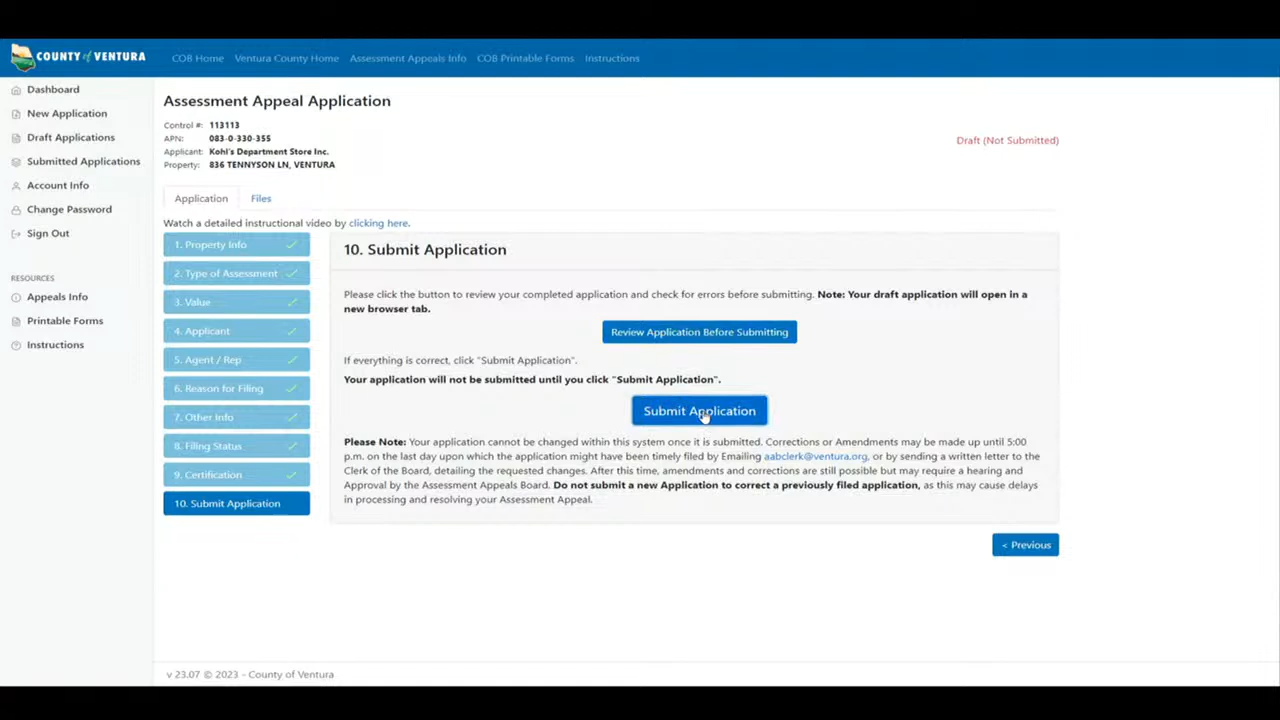 COUNTY of VENTURA
COB Home
Ventura County Home
Assessment Appeals Info
COB Printable Forms
Instructions
Dashboard
New Application
Draft Applications
Submitted Applications
Account Info
Change Password
Sign Out
RESOURCES
Appeals Info
Printable Forms
Instructions
Assessment Appeal Application
Control #: 113113
APN: 083-0-330-355
Applicant: Kohl's Department Store Inc.
Property: 836 TENNYSON LN, VENTURA
Draft (Not Submitted)
Application
Files
Watch a detailed instructional video by clicking here.
1. Property Info
2. Type of Assessment
3. Value
4. Applicant
5. Agent / Rep
6. Reason for Filing
7. Other Info
8. Filing Status
9. Certification
10. Submit Application
10. Submit Application
Please click the button to review your completed application and check for errors before submitting. Note: Your draft application will open in a
new browser tab.
Review Application Before Submitting
If everything is correct, click "Submit Application".
Your application will not be submitted until you click "Submit Application".
Submit Application
Please Note: Your application cannot be changed within this system once it is submitted. Corrections or Amendments may be made up until 5:00
p.m. on the last day upon which the application might have been timely filed by Emailing aabclerk@ventura.org, or by sending a written letter to the
Clerk of the Board, detailing the requested changes. After this time, amendments and corrections are still possible but may require a hearing and
Approval by the Assessment Appeals Board. Do not submit a new Application to correct a previously filed application, as this may cause delays
in processing and resolving your Assessment Appeal.
< Previous
v 23.07 © 2023 - County of Ventura